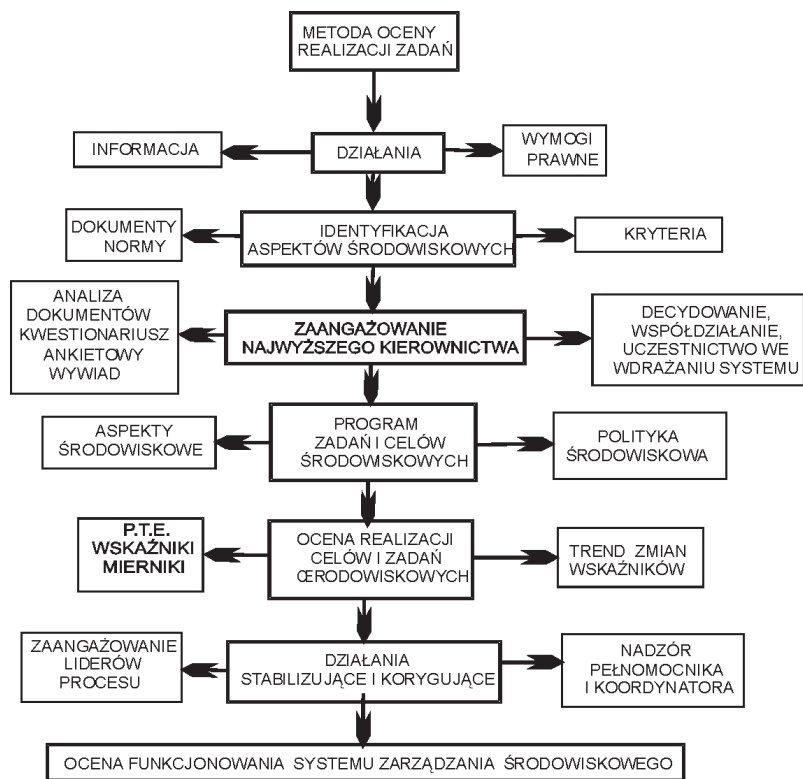 METODA OCENY
REALIZACJI ZADAŃ
INFORMACJA
DZIAŁANIA
WYMOGI
PRAWNE
DOKUMENTY
NORMY
IDENTYFIKACJA
ASPEKTÓW ŚRODOWISKOWYCH
KRYTERIA
ANALIZA
DOKUMENTÓW
KWESTIONARIUSZ
ANKIETOWY
WYWIAD
ZAANGAŻOWANIE
NAJWYŻSZEGO KIEROWNICTWA
DECYDOWANIE,
WSPÓŁDZIAŁANIE,
UCZESTNICTWO WE
WDRAŻANIU SYSTEMU
ASPEKTY
ŚRODOWISKOWE
PROGRAM
ZADAŃ I CELÓW
ŚRODOWISKOWYCH
POLITYKA
ŚRODOWISKOWA
P.T.E.
WSKAŹNIKI
MIERNIKI
OCENA REALIZACJI
CELÓW I ZADAŃ
ŒRODOWISKOWYCH
TREND ZMIAN
WSKAŹNIKÓW
ZAANGAŻOWANIE
LIDERÓW
PROCESU
DZIAŁANIA
STABILIZUJĄCE I KORYGUJĄCE
NADZÓR
PEŁNOMOCNIKA
I KOORDYNATORA
OCENA FUNKCJONOWANIA SYSTEMU ZARZĄDZANIA ŚRODOWISKOWEGO